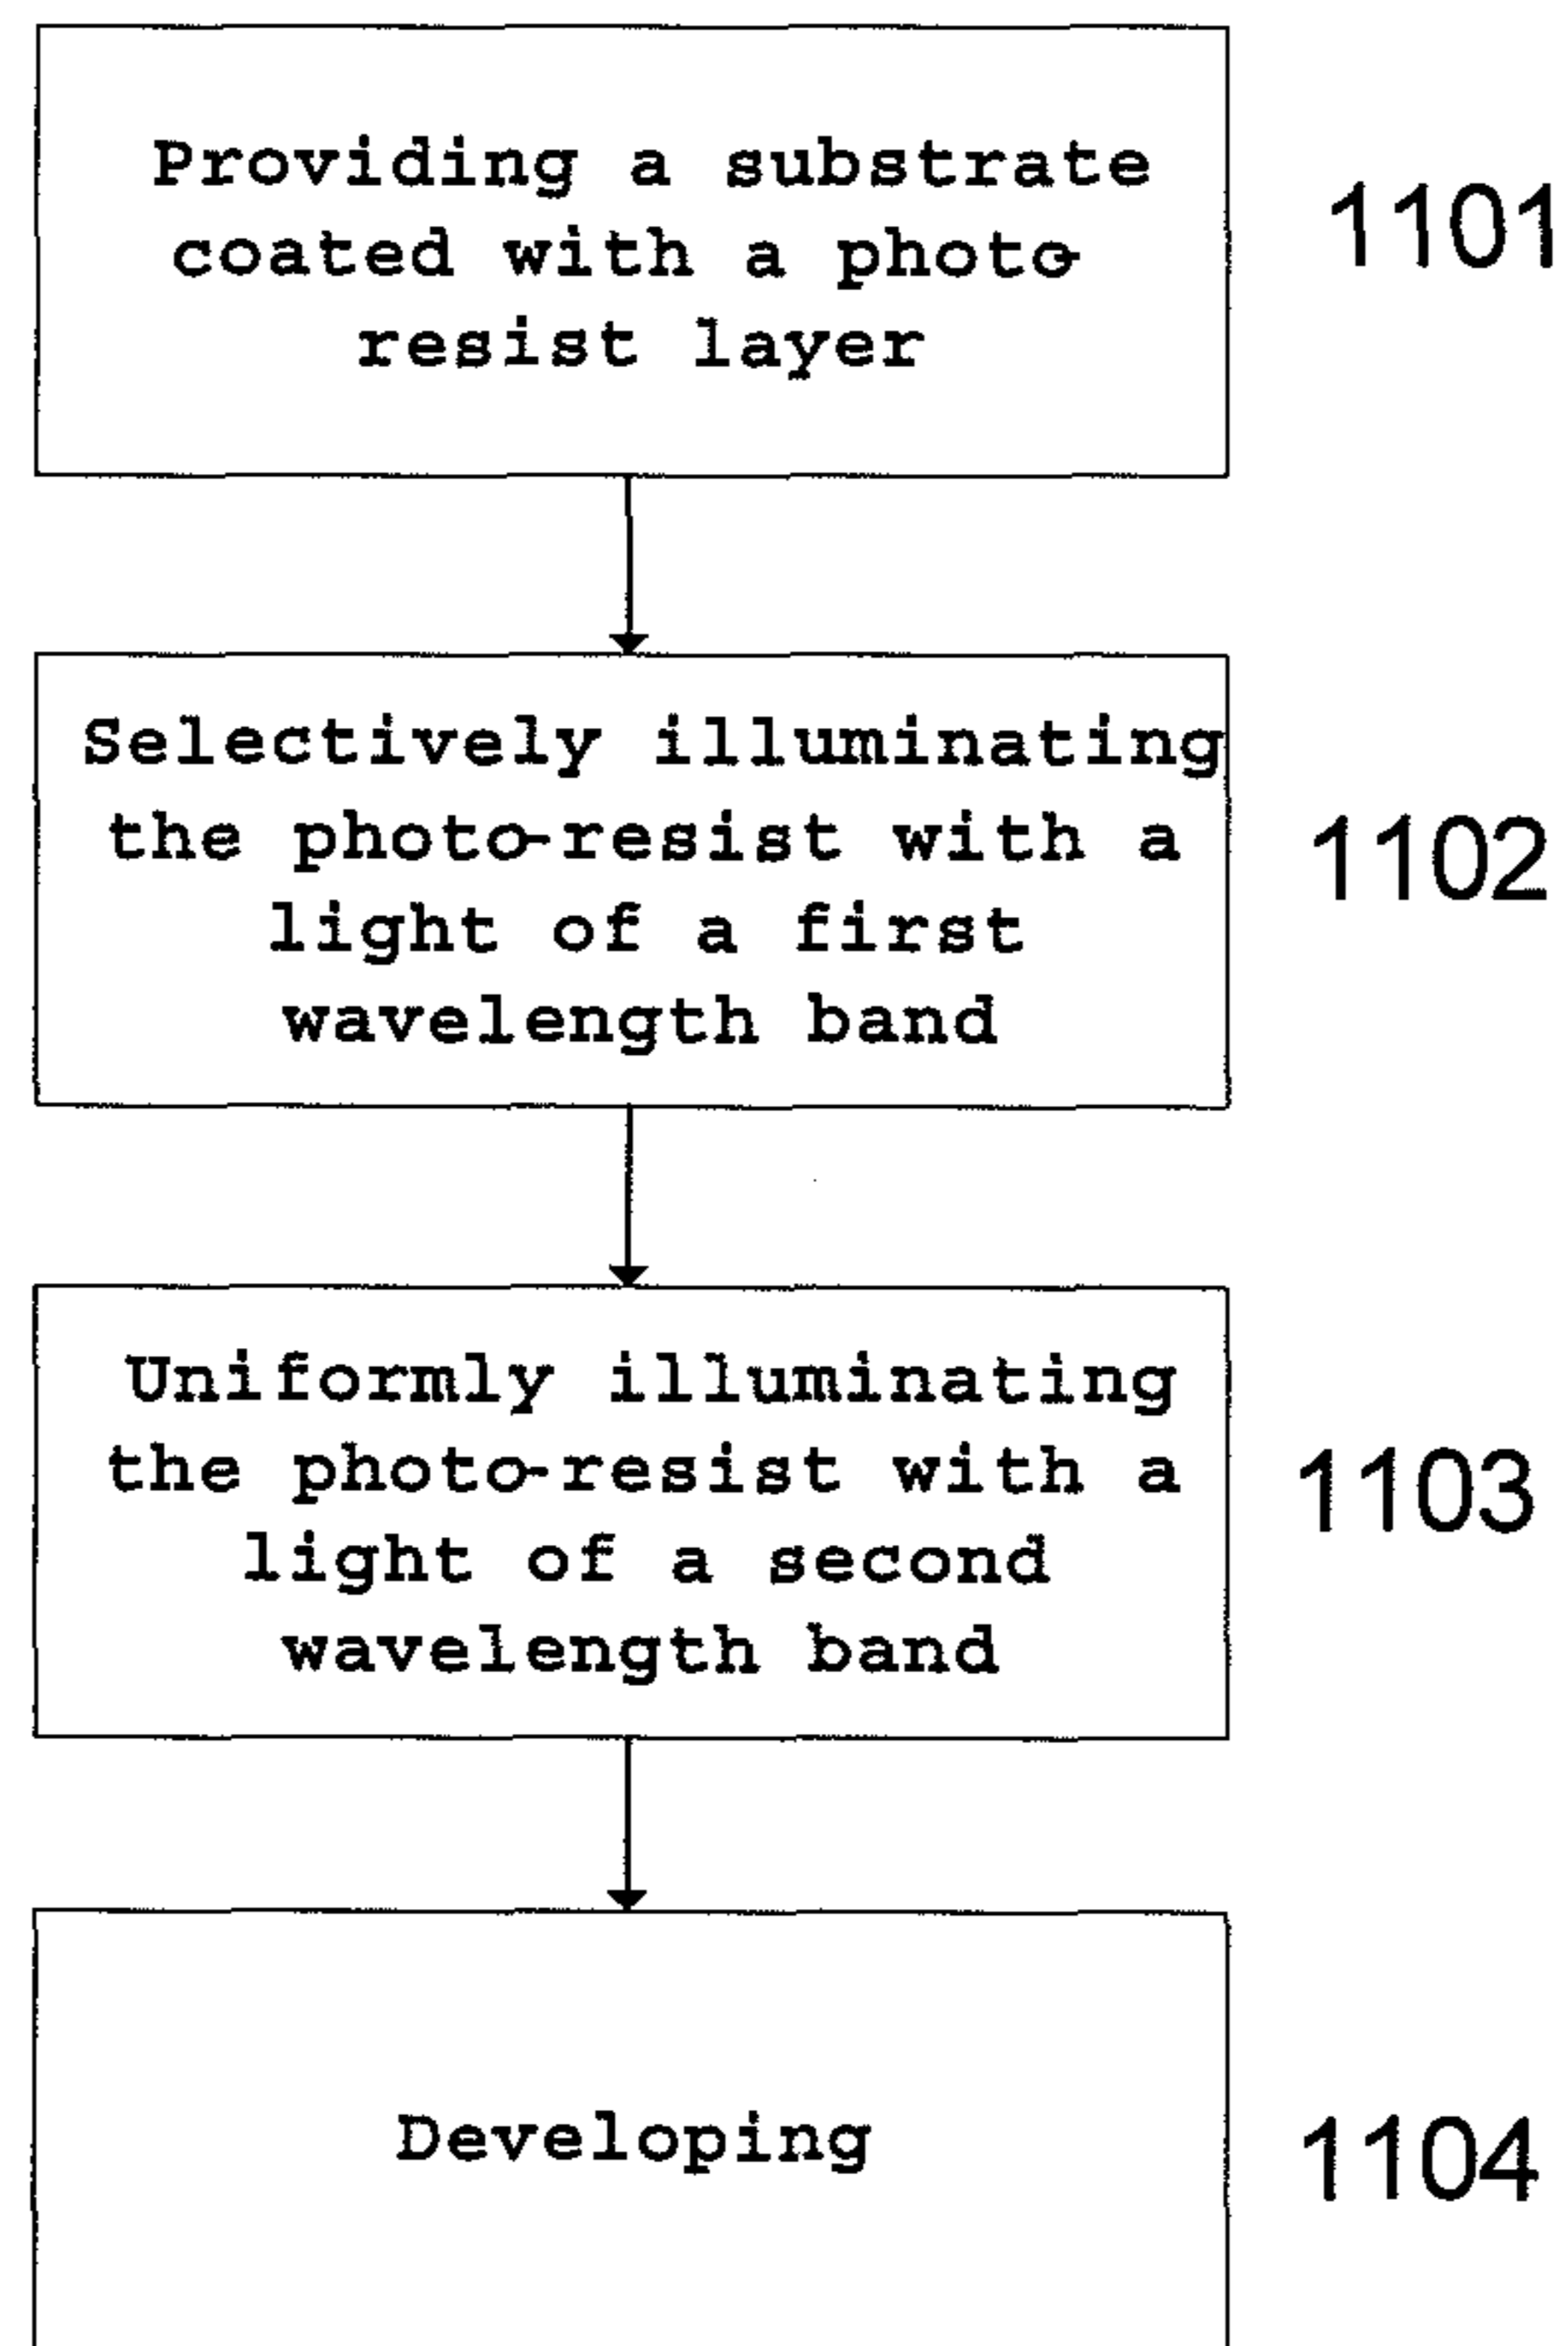 Providing a substrate
coated with a photo-
resist layer
1101
Selectively illuminating
the photo-resist with a
light of a first
wavelength band
1102
Uniformly illuminating
the photo-resist with a
light of a second
wavelength band
1103
Developing
1104